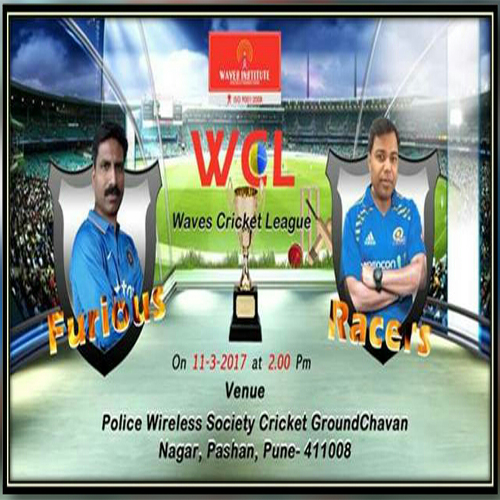 WAVES INSTITUTE
ISO 9001:2008
WCL
Waves Cricket League
Furious
Racers
On 11-3-2017 at 2.00 Pm
Venue
Police Wireless Society Cricket GroundChavan
Nagar, Pashan, Pune- 411008